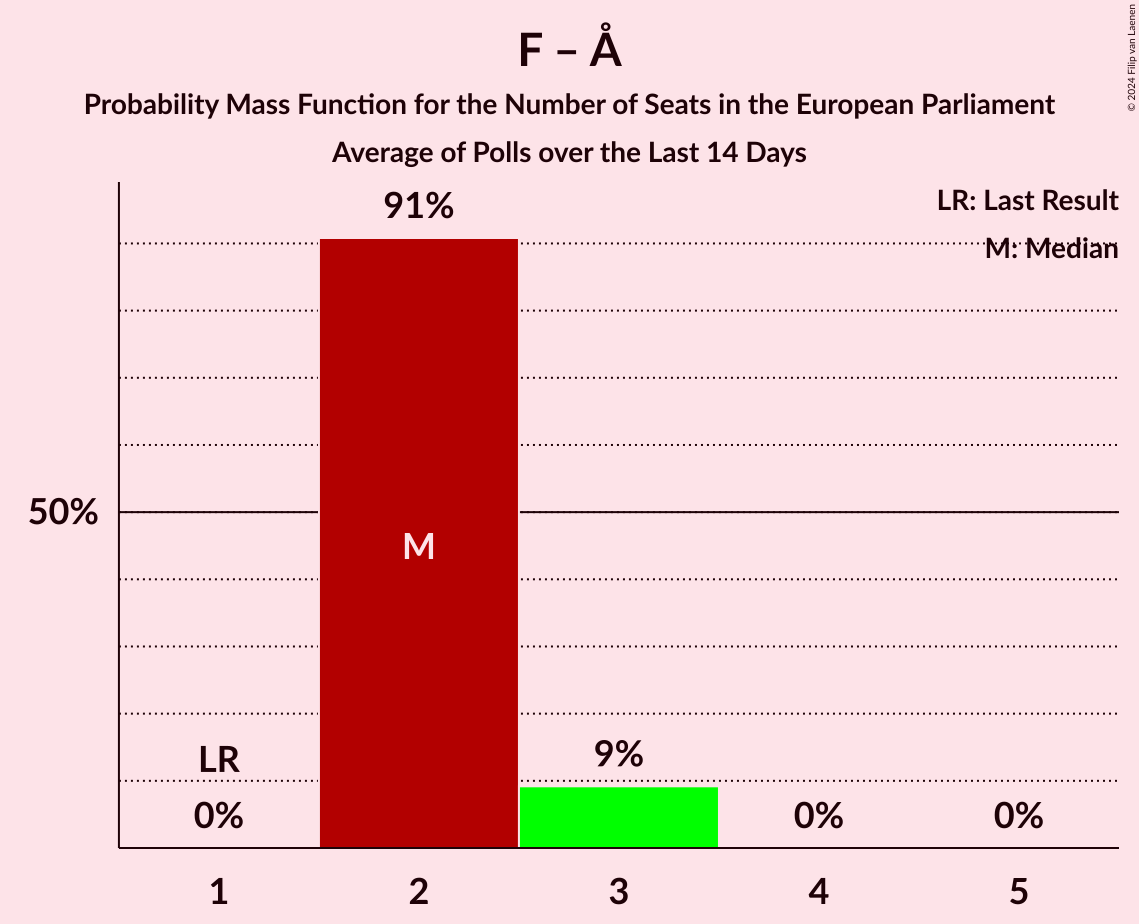 F – Å
Probability Mass Function for the Number of Seats in the European Parliament
Average of Polls over the Last 14 Days
© 2024 Filip van Laenen
LR: Last Result
M: Median
91%
50%
M
LR
9%
0%
0%
0%
1
2
3
4
5